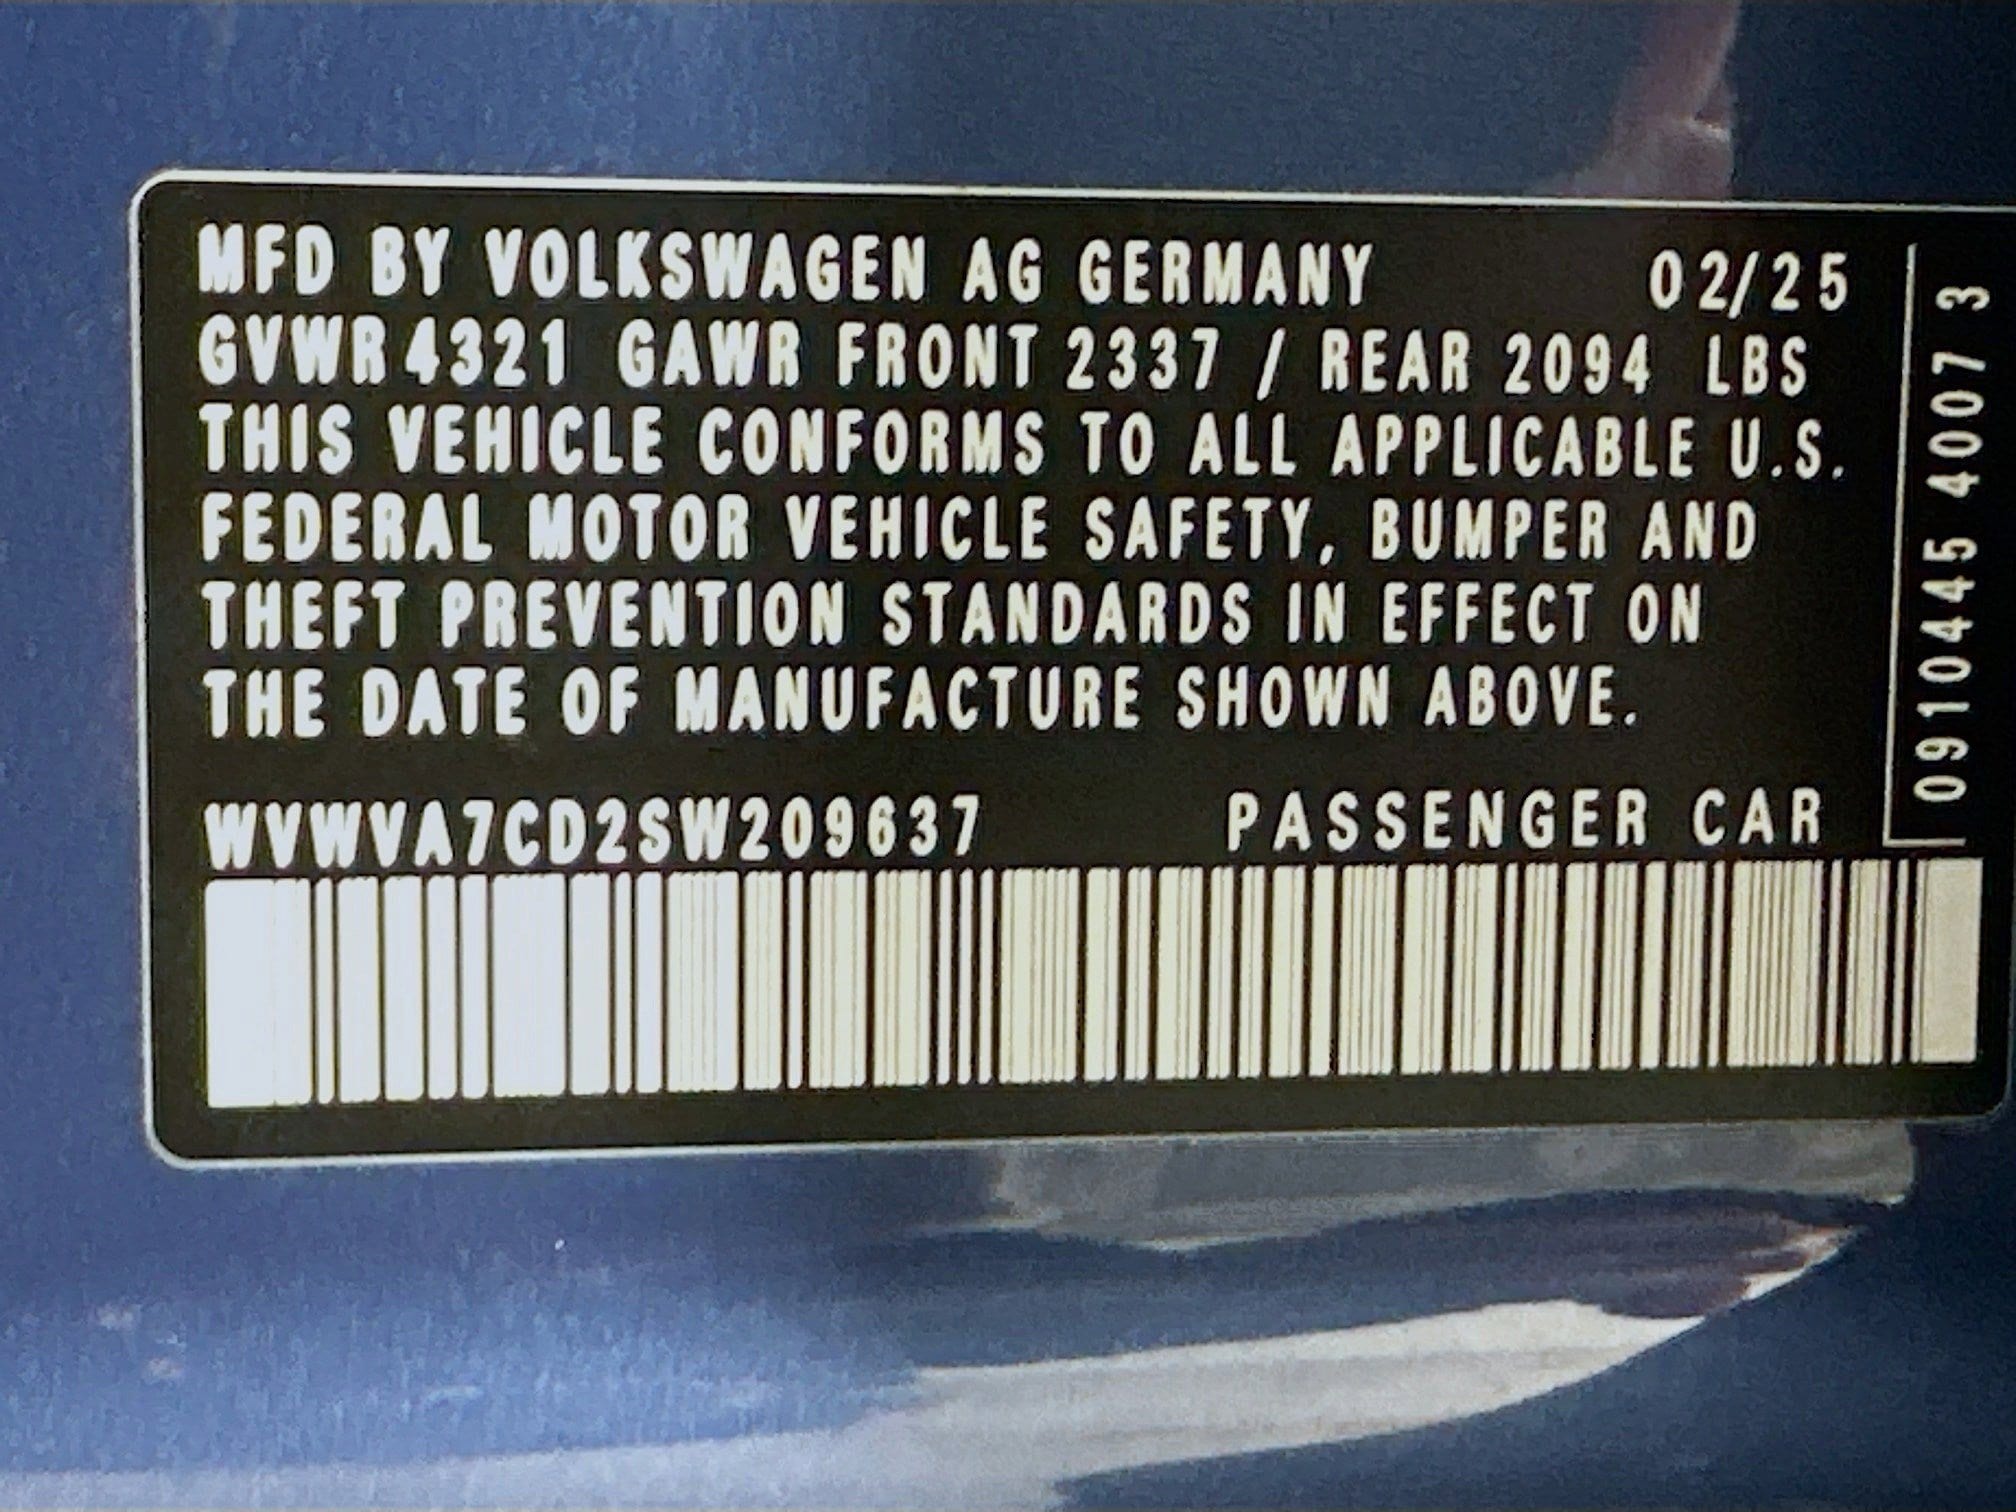 MFD BY VOLKSWAGEN AG GERMANY 02/25
GVWR 4321 GAWR FRONT 2337 / REAR 2094 LBS
THIS VEHICLE CONFORMS TO ALL APPLICABLE U.S.
FEDERAL MOTOR VEHICLE SAFETY, BUMPER AND
THEFT PREVENTION STANDARDS IN EFFECT ON
THE DATE OF MANUFACTURE SHOWN ABOVE.
WVWVA7CD2SW209637 PASSENGER CAR
0910445 4007 3